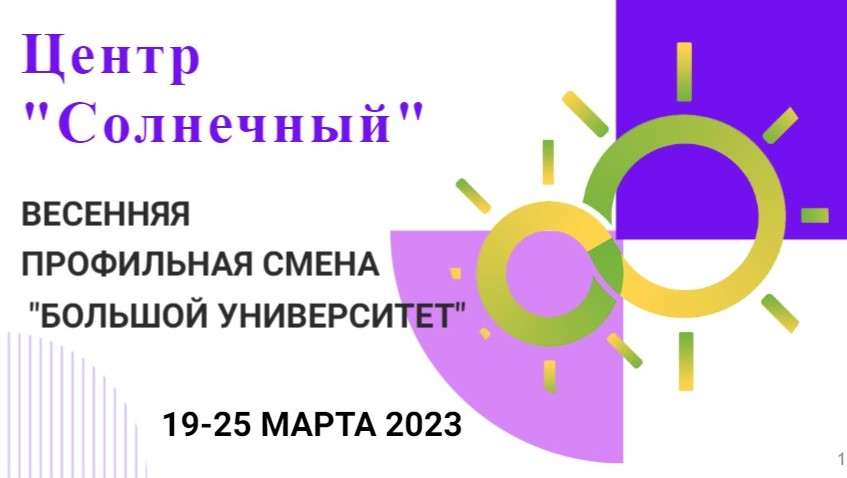 Центр
"Солнечный"
ВЕСЕННЯЯ
ПРОФИЛЬНАЯ СМЕНА
"БОЛЬШОЙ УНИВЕРСИТЕТ"
19-25 МАРТА 2023
1